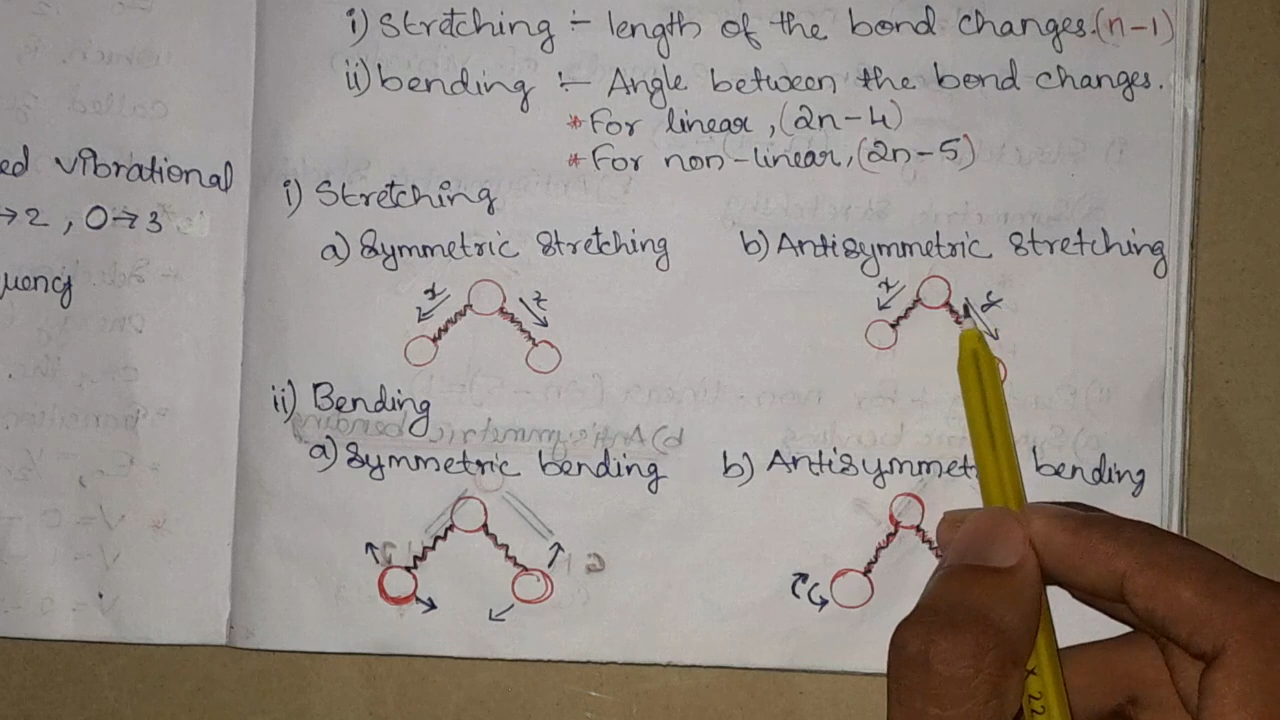 i) Stretching ÷ length of the bond changes.(n-1)
ii) bending :- Angle between the bond changes.
* For linear, (2n-4)
* For non-linear, (2n-5)
ed vibrational
→2 , 0→3
uency
i) Stretching
a) Symmetric Stretching
b) Antisymmetric Stretching
ii) Bending
a) Symmetric bending
b) Antisymmet bending
x 22